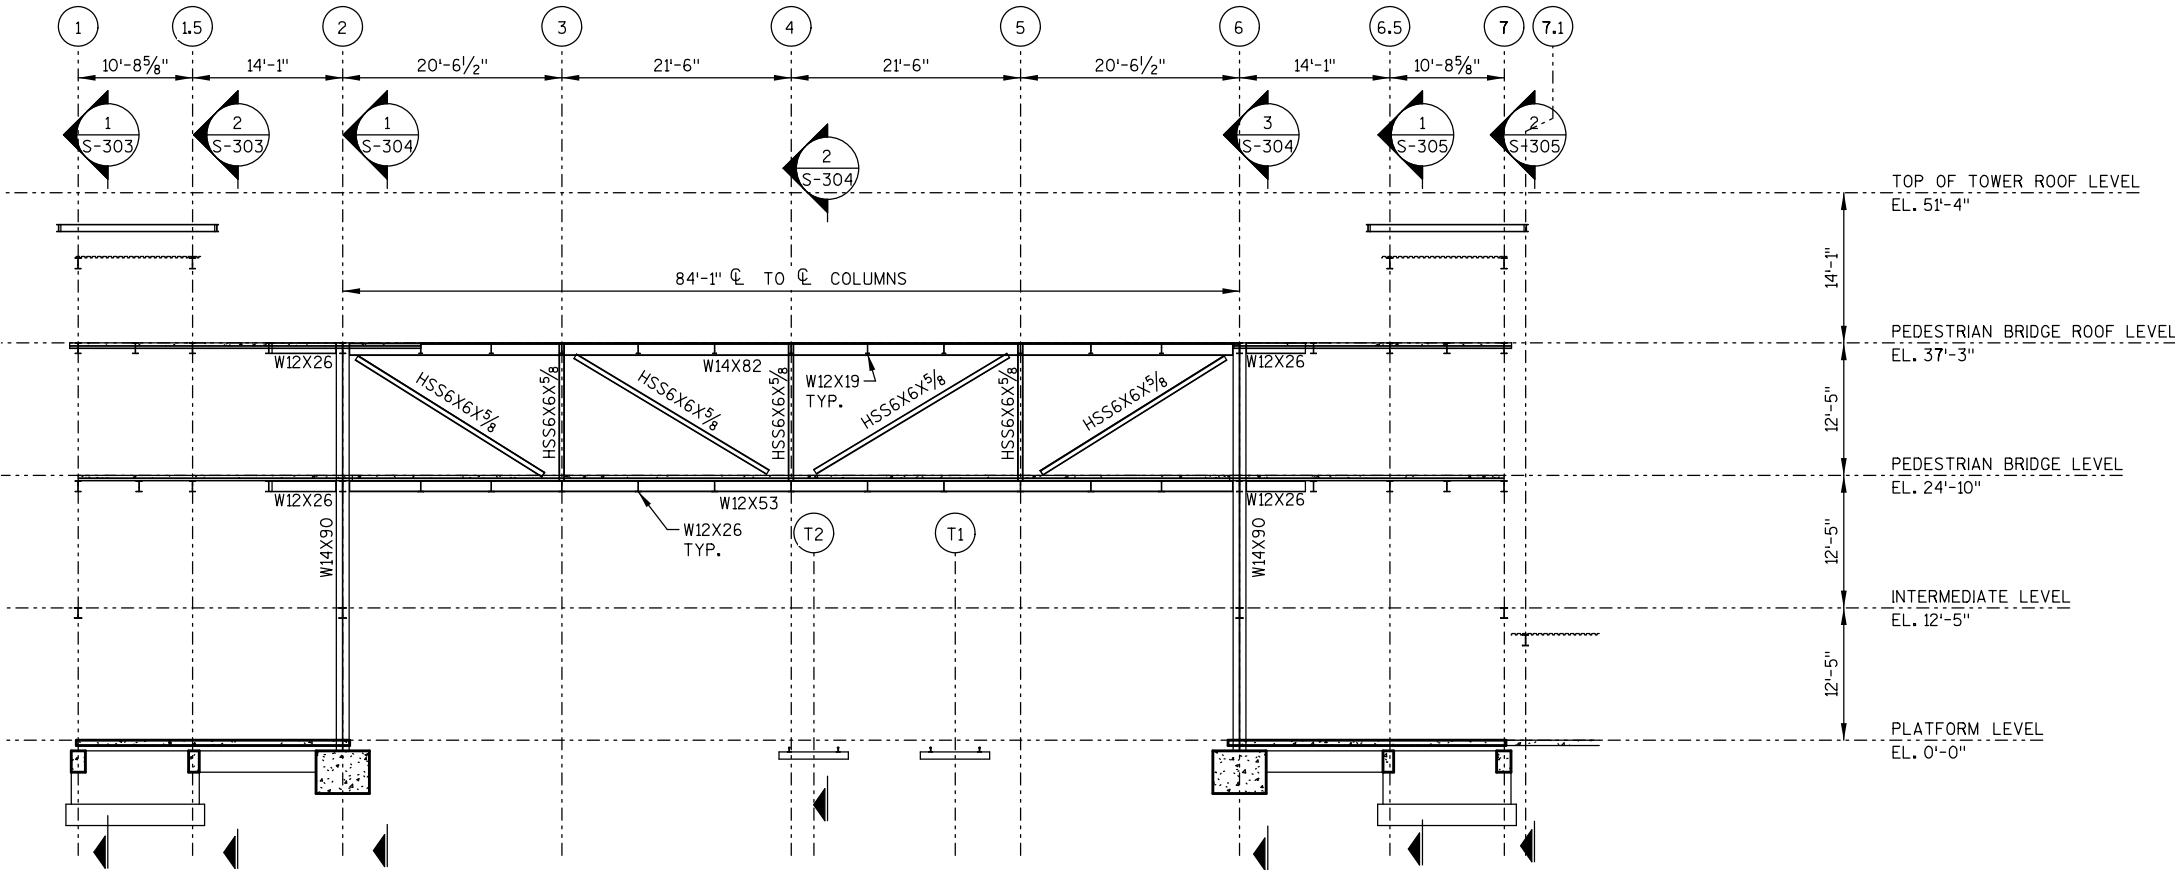 1 1.5 2 3 4 5 6 6.5 7 7.1
10'-8⅝" 14'-1" 20'-6½" 21'-6" 21'-6" 20'-6½" 14'-1" 10'-8⅝"
1
S-303
2
S-303
1
S-304
2
S-304
3
S-304
1
S-305
2
S-305
TOP OF TOWER ROOF LEVEL
EL. 51'-4"
14'-1"
84'-1" ℄ TO ℄ COLUMNS
PEDESTRIAN BRIDGE ROOF LEVEL
EL. 37'-3"
W12X26
W14X82
W12X19
TYP.
W12X26
HSS6X6X⅝
HSS6X6X⅝
HSS6X6X⅝
HSS6X6X⅝
HSS6X6X⅝
HSS6X6X⅝
HSS6X6X⅝
12'-5"
PEDESTRIAN BRIDGE LEVEL
EL. 24'-10"
W12X26
W12X53
W12X26
W12X26
TYP.
T2
T1
W14X90
W14X90
12'-5"
INTERMEDIATE LEVEL
EL. 12'-5"
12'-5"
PLATFORM LEVEL
EL. 0'-0"